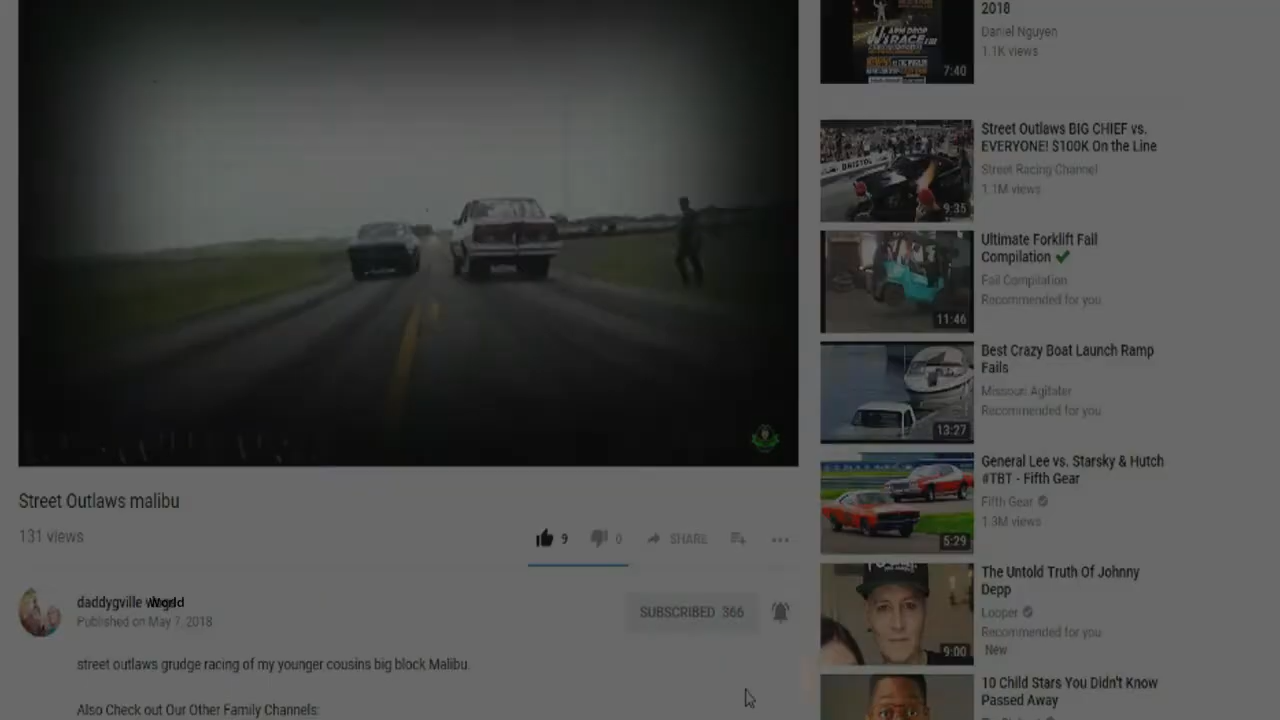 2018
Daniel Nguyen
1.1K views
7:40
Street Outlaws BIG CHIEF vs.
EVERYONE! $100K On the Line
Street Racing Channel
1.1M views
BRISTOL
9:35
Ultimate Forklift Fail
Compilation
Fail Compilation
Recommended for you
11:46
Best Crazy Boat Launch Ramp
Fails
Missouri Agitater
Recommended for you
13:27
General Lee vs. Starsky & Hutch
#TBT - Fifth Gear
Fifth Gear
5:29
The Untold Truth Of Johnny
Depp
Looper
Recommended for you
New
9:00
10 Child Stars You Didn't Know
Passed Away
Street Outlaws malibu
131 views
9
0
SHARE
daddygville World
Published on May 7, 2018
SUBSCRIBED 366
street outlaws grudge racing of my younger cousins big block Malibu.
Also Check out Our Other Family Channels: